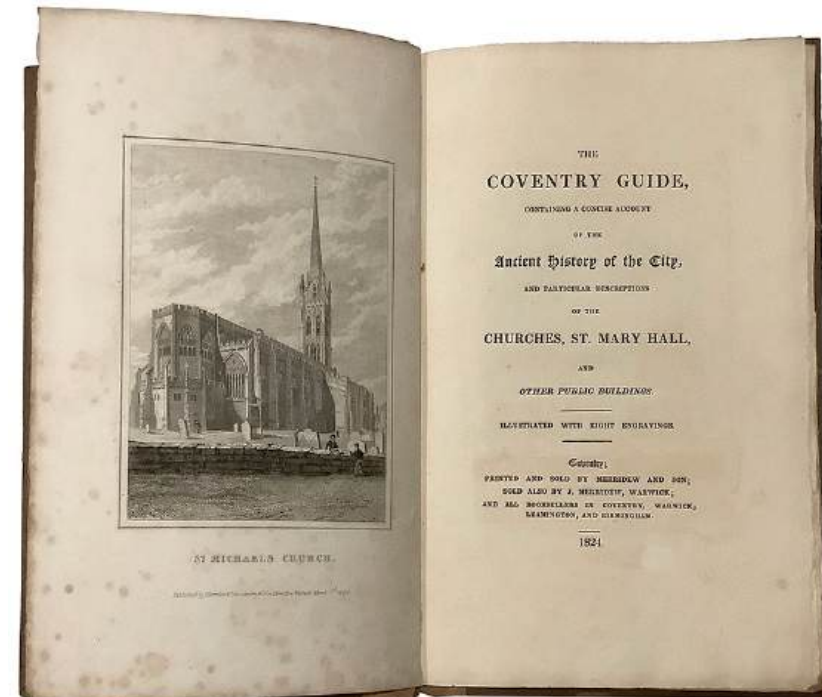 ST MICHAELS CHURCH.
Published by
THE
COVENTRY GUIDE,
CONTAINING A CONCISE ACCOUNT
OF THE
Ancient History of the City,
AND PARTICULAR DESCRIPTIONS
OF THE
CHURCHES, ST. MARY HALL,
AND
OTHER PUBLIC BUILDINGS.
ILLUSTRATED WITH EIGHT ENGRAVINGS.
Coventry;
PRINTED AND SOLD BY MERRIDEW AND SON;
SOLD ALSO BY J. MERRIDEW, WARWICK;
AND ALL BOOKSELLERS IN COVENTRY, WARWICK,
LEAMINGTON, AND BIRMINGHAM.
1824